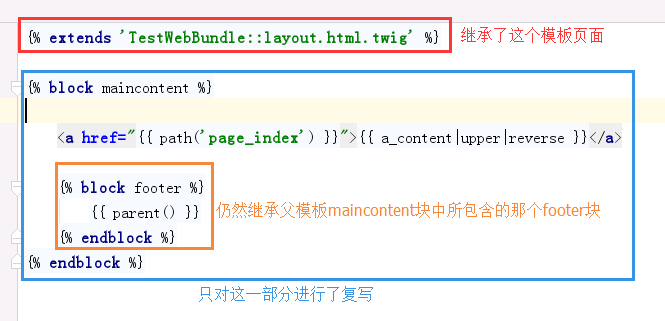 {% extends 'TestWebBundle::layout.html.twig' %} 继承了这个模板页面
{% block maincontent %}
<a href="{{ path('page_index') }}">{{ a_content|upper|reverse }}</a>
{% block footer %}
{{ parent() }} 仍然继承父模板maincontent块中所包含的那个footer块
{% endblock %}
{% endblock %}
只对这一部分进行了复写